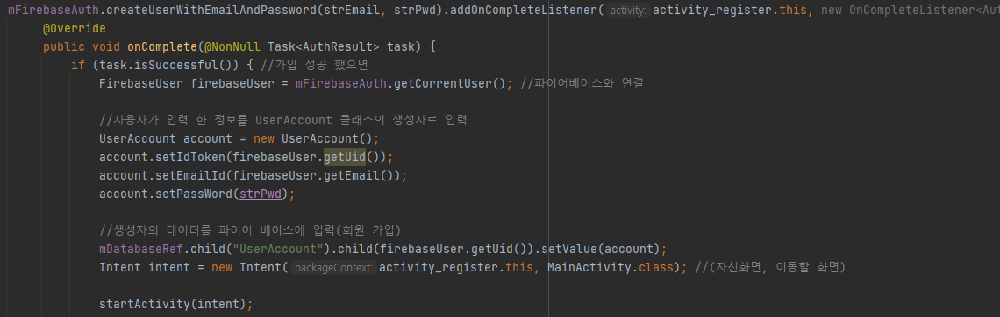 mFirebaseAuth.createUserWithEmailAndPassword(strEmail, strPwd).addOnCompleteListener( activity: activity_register.this, new OnCompleteListener<Aut
@Override
public void onComplete(@NonNull Task<AuthResult> task) {
if (task.isSuccessful()) { //가입 성공 했으면
FirebaseUser firebaseUser = mFirebaseAuth.getCurrentUser(); //파이어베이스와 연결
//사용자가 입력 한 정보를 UserAccount 클래스의 생성자로 입력
UserAccount account = new UserAccount();
account.setIdToken(firebaseUser.getUid());
account.setEmailId(firebaseUser.getEmail());
account.setPassWord(strPwd);
//생성자의 데이터를 파이어 베이스에 입력(회원 가입)
mDatabaseRef.child("UserAccount").child(firebaseUser.getUid()).setValue(account);
Intent intent = new Intent( packageContext: activity_register.this, MainActivity.class); //(자신화면, 이동할 화면)
startActivity(intent);